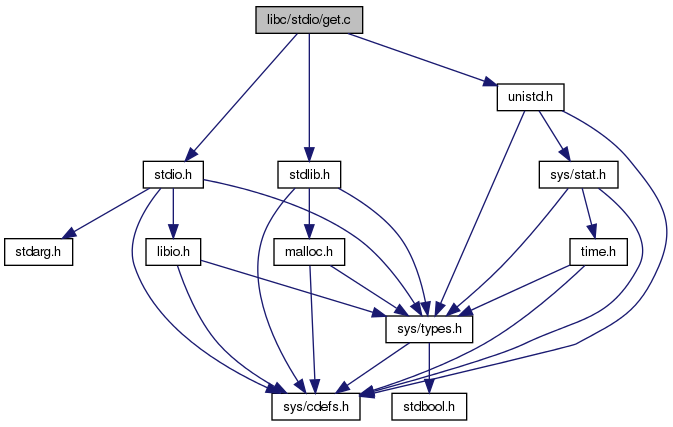 libc/stdio/get.c
unistd.h
stdio.h
stdlib.h
sys/stat.h
stdarg.h
libio.h
malloc.h
time.h
sys/types.h
sys/cdefs.h
stdbool.h